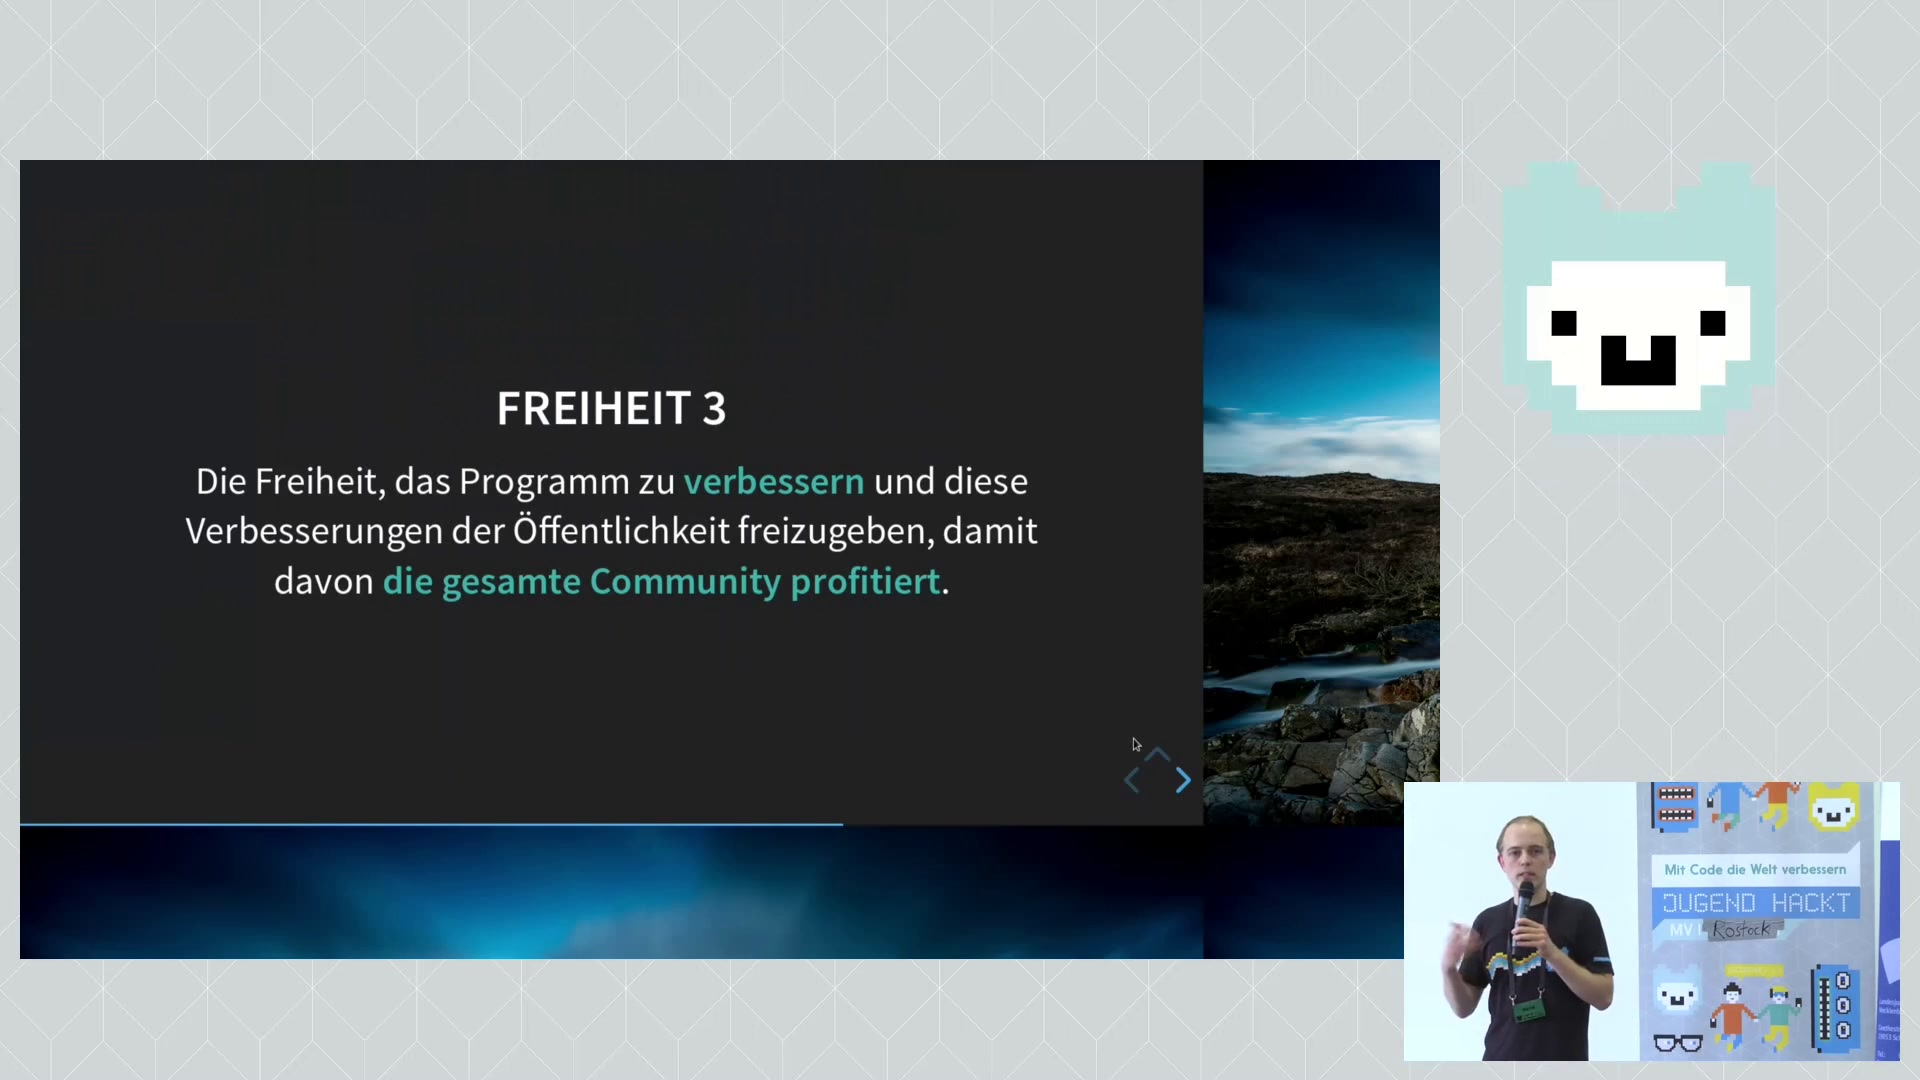 FREIHEIT 3
Die Freiheit, das Programm zu verbessern und diese
Verbesserungen der Öffentlichkeit freizugeben, damit
davon die gesamte Community profitiert.
Mit Code die Welt verbessern
JUGEND HACKT
MV
Rostock